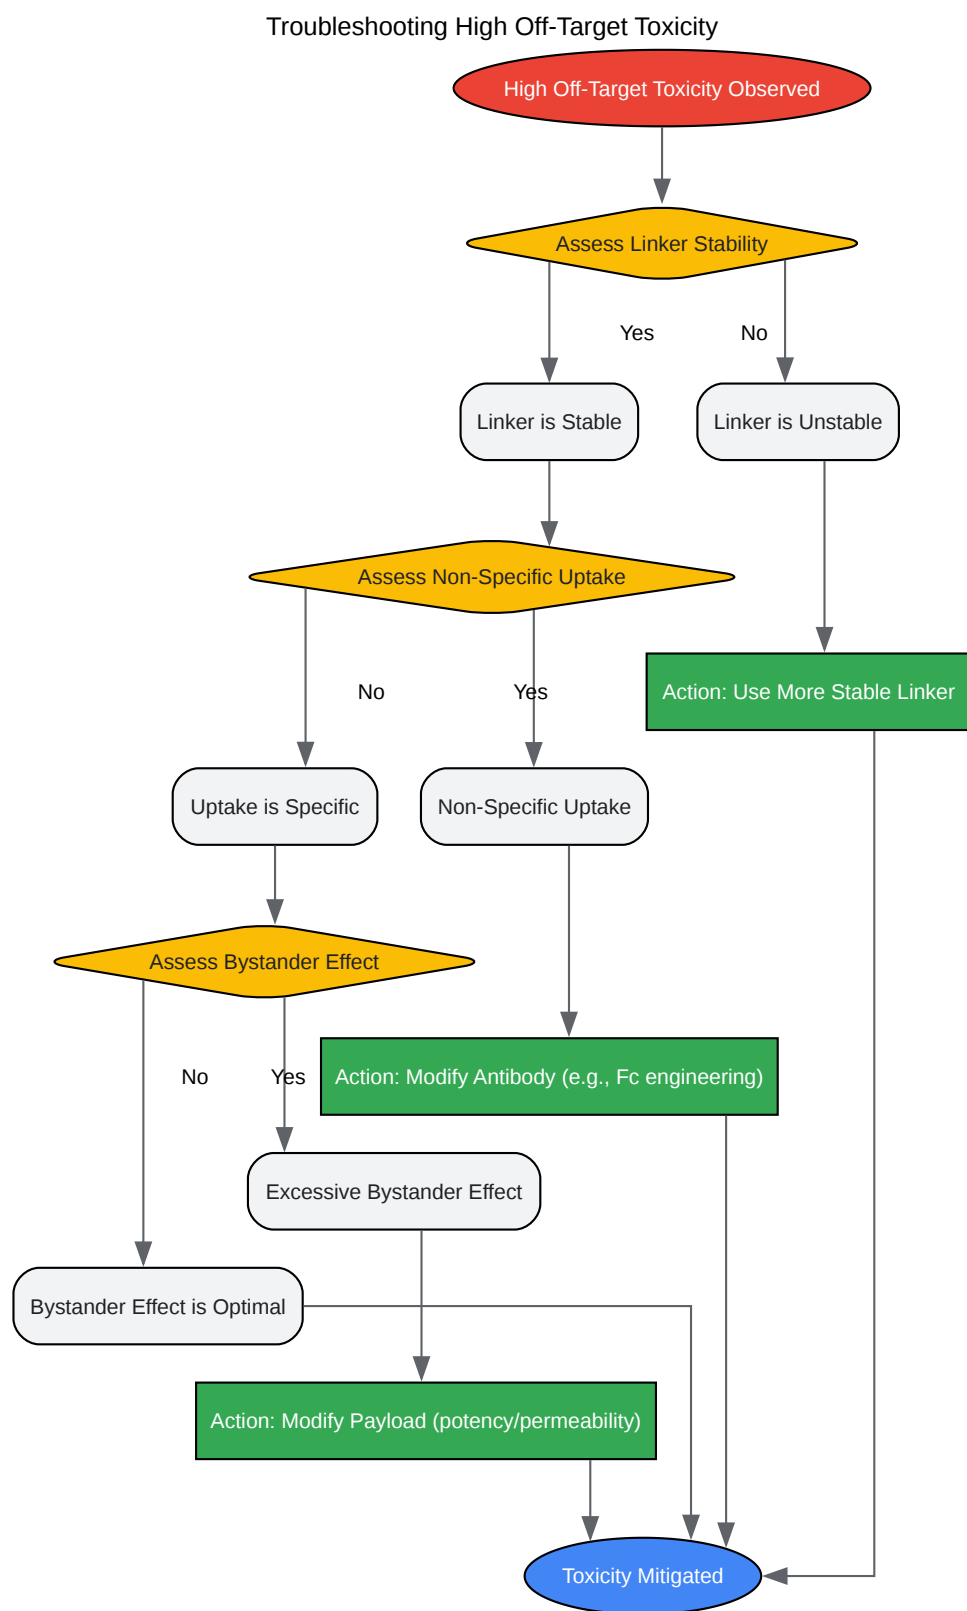 Troubleshooting High Off-Target Toxicity
High Off-Target Toxicity Observed
Assess Linker Stability
Yes
No
Linker is Stable
Linker is Unstable
Assess Non-Specific Uptake
No
Yes
Action: Use More Stable Linker
Uptake is Specific
Non-Specific Uptake
Assess Bystander Effect
No
Yes
Action: Modify Antibody (e.g., Fc engineering)
Excessive Bystander Effect
Bystander Effect is Optimal
Action: Modify Payload (potency/permeability)
Toxicity Mitigated